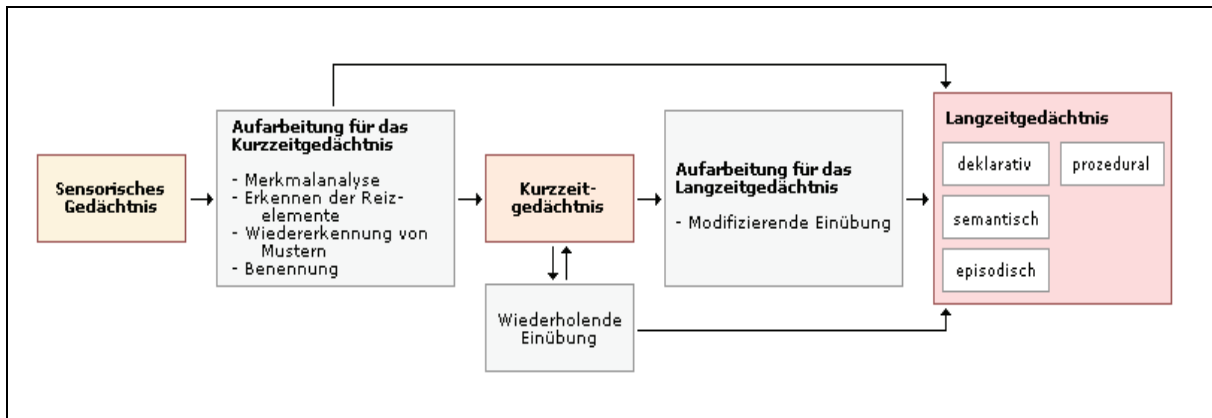 Sensorisches
Gedächtnis
Aufarbeitung für das
Kurzzeitgedächtnis
- Merkmalanalyse
- Erkennen der Reiz-
elemente
- Wiedererkennung von
Mustern
- Benennung
Kurzzeit-
gedächtnis
Wiederholende
Einübung
Aufarbeitung für das
Langzeitgedächtnis
- Modifizierende Einübung
Langzeitgedächtnis
deklarativ
prozedural
semantisch
episodisch